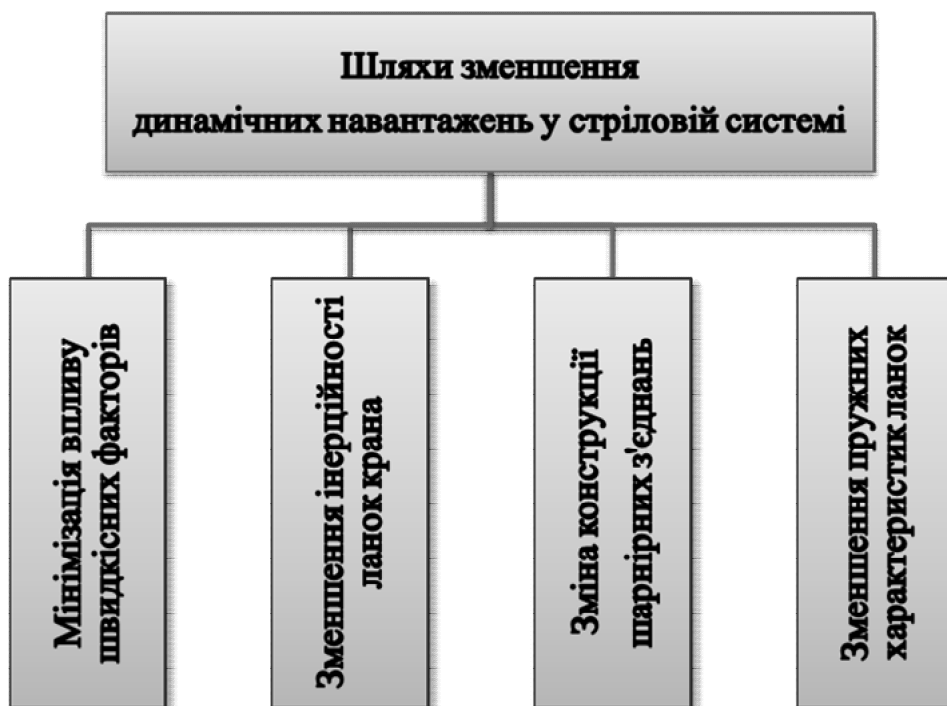 Шляхи зменшення
динамічних навантажень у стріловій системі
Мінімізація впливу
швидкісних факторів
Зменшення інерційності
ланок крана
Зміна конструкції
шарнірних з'єднань
Зменшення пружних
характеристик ланок